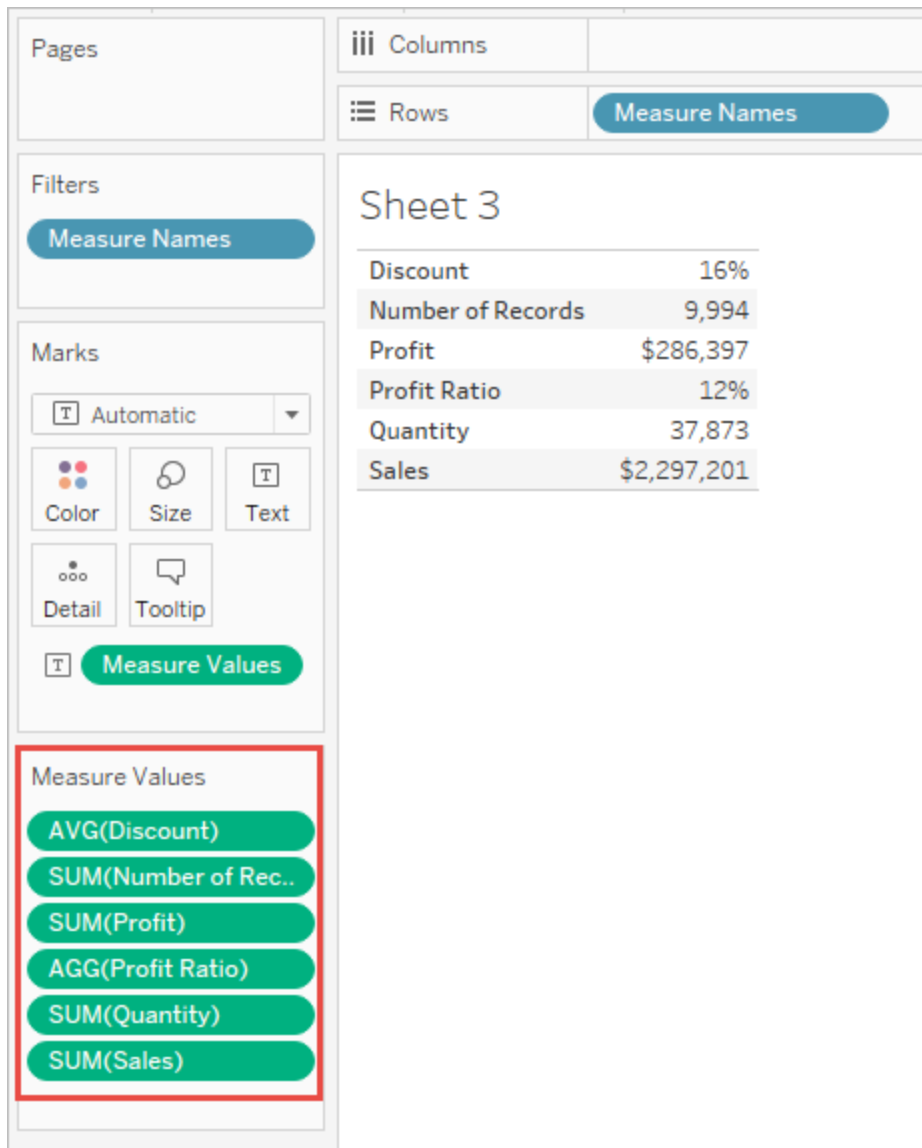 Pages
Columns
Rows Measure Names
Filters
Measure Names
Marks
T Automatic
Color Size T Text
Detail Tooltip
T Measure Values
Measure Values
AVG(Discount)
SUM(Number of Rec..
SUM(Profit)
AGG(Profit Ratio)
SUM(Quantity)
SUM(Sales)
Sheet 3
Discount 16%
Number of Records 9,994
Profit $286,397
Profit Ratio 12%
Quantity 37,873
Sales $2,297,201